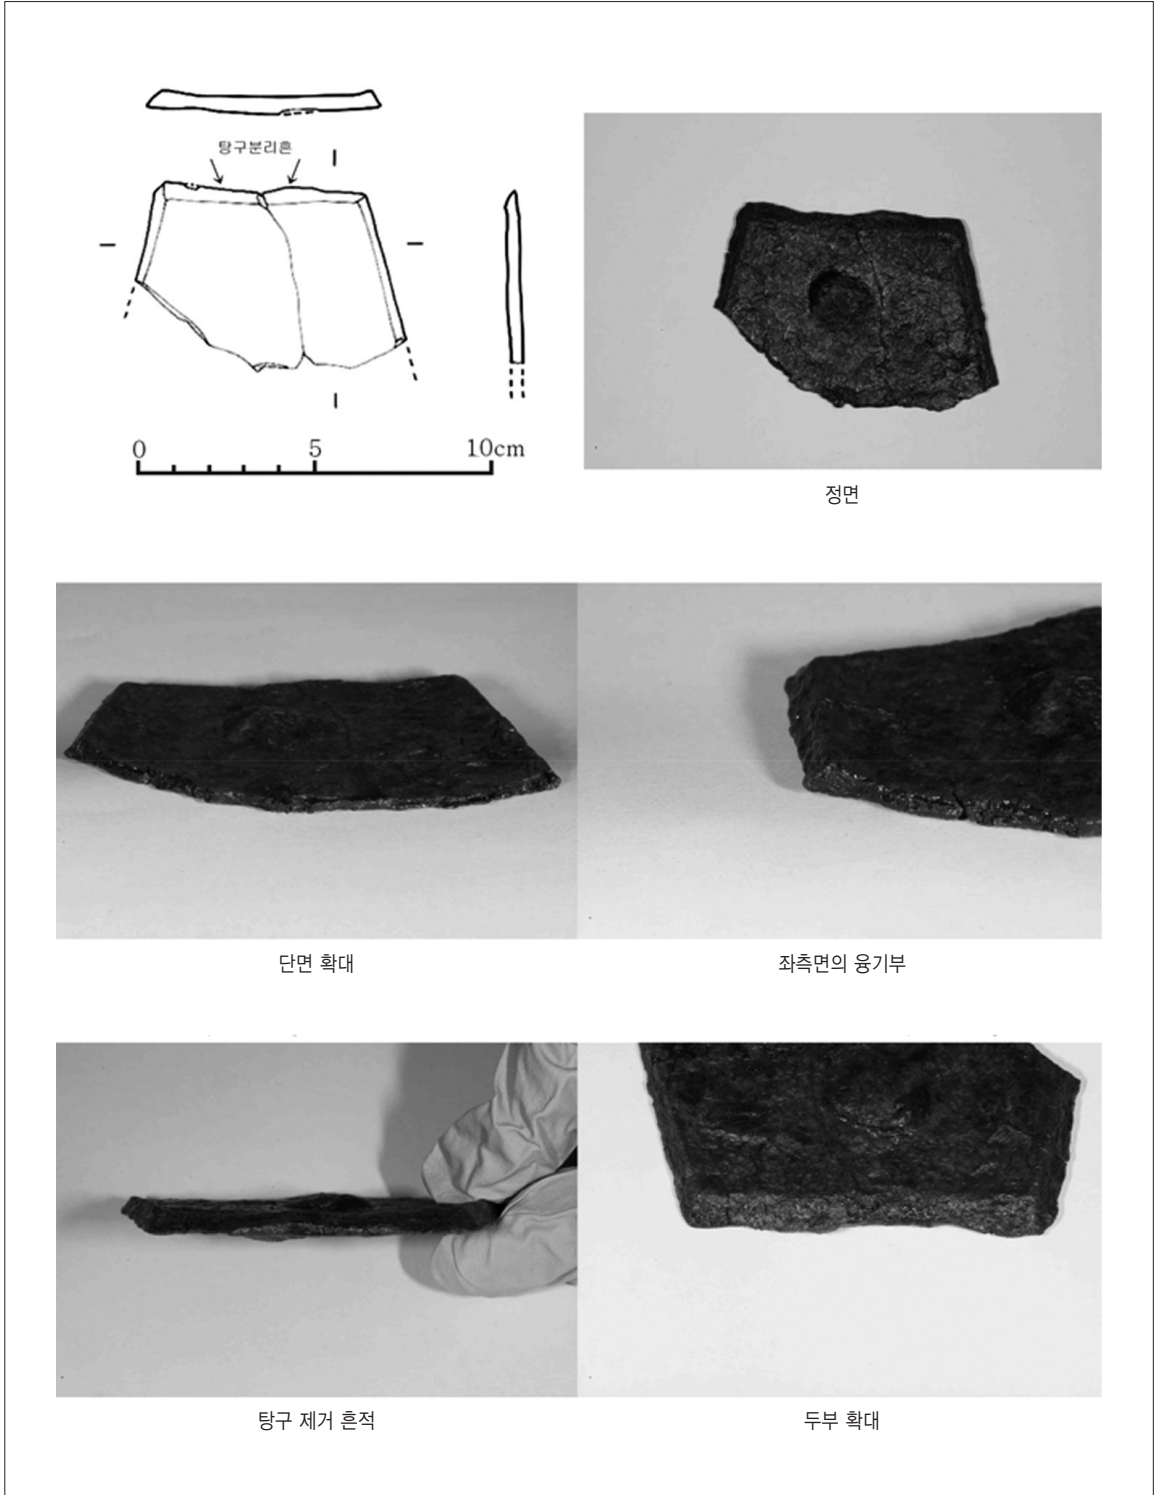 탕구분리흔
0 5 10cm
정면
단면 확대
좌측면의 융기부
탕구 제거 흔적
두부 확대